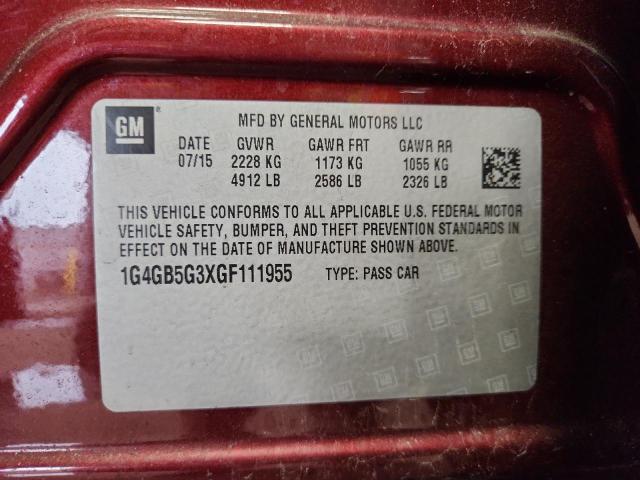 GM ®
MFD BY GENERAL MOTORS LLC
DATE GVWR GAWR FRT GAWR RR
07/15 2228 KG 1173 KG 1055 KG
4912 LB 2586 LB 2326 LB
THIS VEHICLE CONFORMS TO ALL APPLICABLE U.S. FEDERAL MOTOR
VEHICLE SAFETY, BUMPER, AND THEFT PREVENTION STANDARDS IN
EFFECT ON THE DATE OF MANUFACTURE SHOWN ABOVE.
1G4GB5G3XGF111955 TYPE: PASS CAR